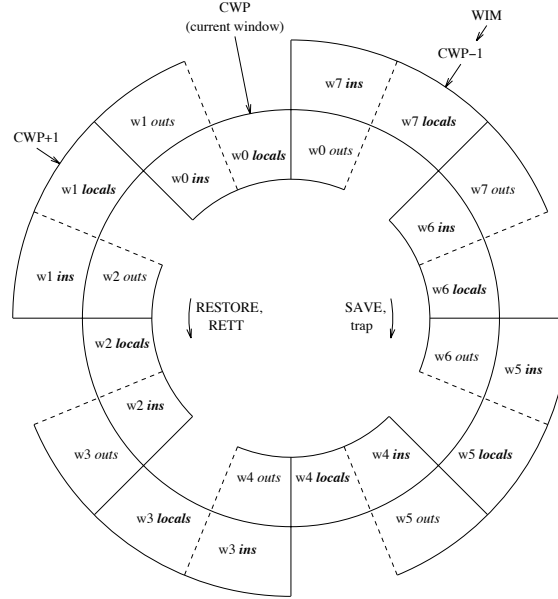 CWP
(current window)
WIM
CWP−1
CWP+1
w7 ins
w1 outs
w7 locals
w0 locals
w0 outs
w0 ins
w1 locals
w7 outs
w6 ins
w1 ins
w2 outs
w6 locals
RESTORE,
RETT
SAVE,
trap
w2 locals
w6 outs
w5 ins
w2 ins
w3 outs
w4 ins
w5 locals
w4 outs
w4 locals
w3 locals
w5 outs
w3 ins